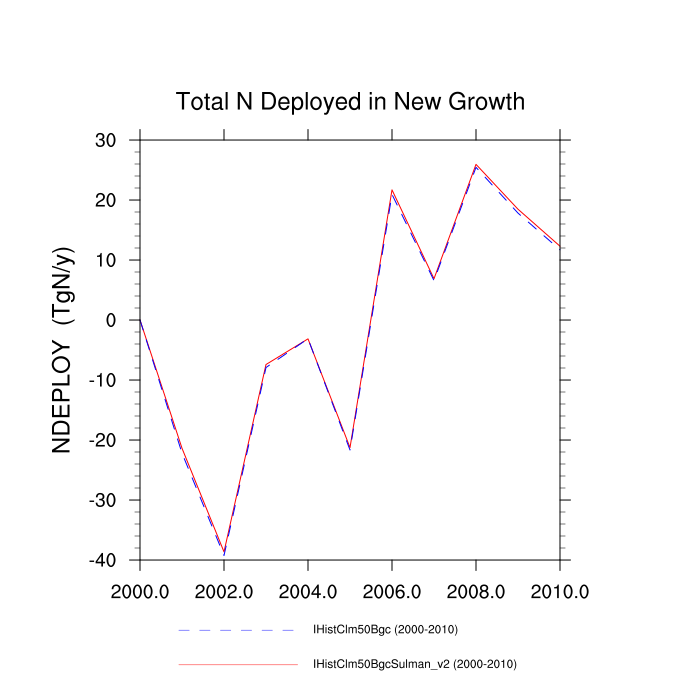 Total N Deployed in New Growth
NDEPLOY (TgN/y)
30
20
10
0
-10
-20
-30
-40
2000.0 2002.0 2004.0 2006.0 2008.0 2010.0
IHistClm50Bgc (2000-2010)
IHistClm50BgcSulman_v2 (2000-2010)